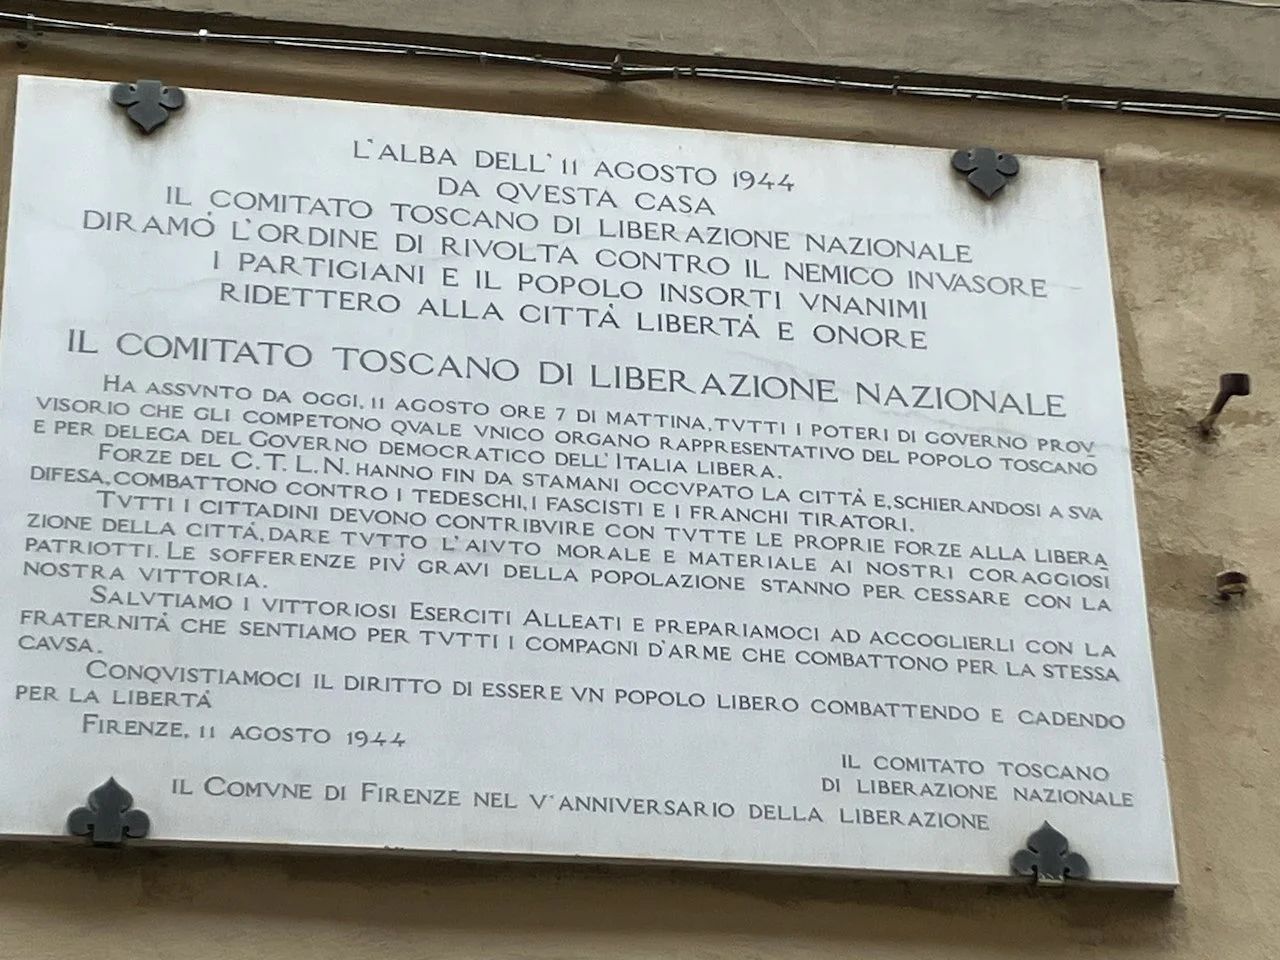 L'ALBA DELL' 11 AGOSTO 1944
DA QVESTA CASA
IL COMITATO TOSCANO DI LIBERAZIONE NAZIONALE
DIRAMÒ L'ORDINE DI RIVOLTA CONTRO IL NEMICO INVASORE
I PARTIGIANI E IL POPOLO INSORTI VNANIMI
RIDETTERO ALLA CITTÀ LIBERTÀ E ONORE
IL COMITATO TOSCANO DI LIBERAZIONE NAZIONALE
HA ASSVNTO DA OGGI, 11 AGOSTO ORE 7 DI MATTINA, TVTTI I POTERI DI GOVERNO PROV
VISORIO CHE GLI COMPETONO QVALE VNICO ORGANO RAPPRESENTATIVO DEL POPOLO TOSCANO
E PER DELEGA DEL GOVERNO DEMOCRATICO DELL'ITALIA LIBERA.
FORZE DEL C.T.L.N. HANNO FIN DA STAMANI OCCVPATO LA CITTÀ E, SCHIERANDOSI A SVA
DIFESA, COMBATTONO CONTRO I TEDESCHI, I FASCISTI E I FRANCHI TIRATORI.
TVTTI I CITTADINI DEVONO CONTRIBVIRE CON TVTTE LE PROPRIE FORZE ALLA LIBERA
ZIONE DELLA CITTÀ, DARE TVTTO L'AIVTO MORALE E MATERIALE AI NOSTRI CORAGGIOSI
PATRIOTTI. LE SOFFERENZE PIV̀ GRAVI DELLA POPOLAZIONE STANNO PER CESSARE CON LA
NOSTRA VITTORIA.
SALVTIAMO I VITTORIOSI ESERCITI ALLEATI E PREPARIAMOCI AD ACCOGLIERLI CON LA
FRATERNITÀ CHE SENTIAMO PER TVTTI I COMPAGNI D'ARME CHE COMBATTONO PER LA STESSA
CAVSA.
CONQVISTIAMOCI IL DIRITTO DI ESSERE VN POPOLO LIBERO COMBATTENDO E CADENDO
PER LA LIBERTÀ
FIRENZE, 11 AGOSTO 1944
IL COMITATO TOSCANO
DI LIBERAZIONE NAZIONALE
IL COMVNE DI FIRENZE NEL V° ANNIVERSARIO DELLA LIBERAZIONE